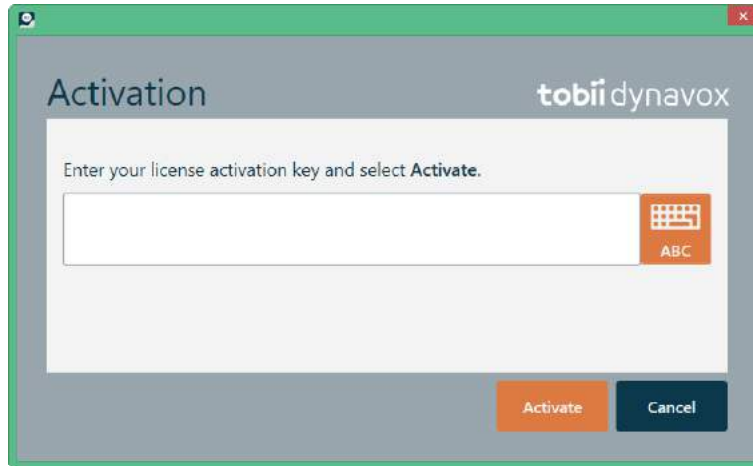 Activation
tobii dynavox
Enter your license activation key and select Activate.
ABC
Activate
Cancel